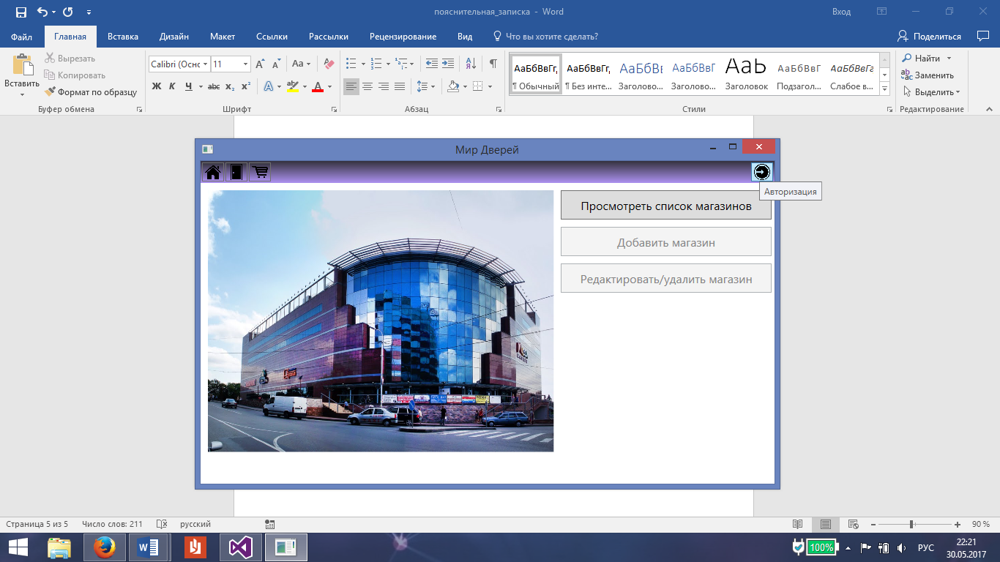 пояснительная_записка - Word
Вход
Файл Главная Вставка Дизайн Макет Ссылки Рассылки Рецензирование Вид Что вы хотите сделать? Поделиться
Вставить
Вырезать
Копировать
Формат по образцу
Буфер обмена
Calibri (Оснс 11
Aa
Ж К Ч abc x₂ x²
Шрифт
Абзац
АаБбВвГг, АаБбВвГг, АаБбВв АаБбВвГ АаЬ АаБбВвГ АаБбВвГг
¶ Обычный ¶ Без инте... Заголово... Заголово... Заголовок Подзагол... Слабое в...
Стили
Найти
Заменить
Выделить
Редактирование
Мир Дверей
Авторизация
Просмотреть список магазинов
Добавить магазин
Редактировать/удалить магазин
Страница 5 из 5 Число слов: 211 русский 90 %
100% РУС 22:21
30.05.2017